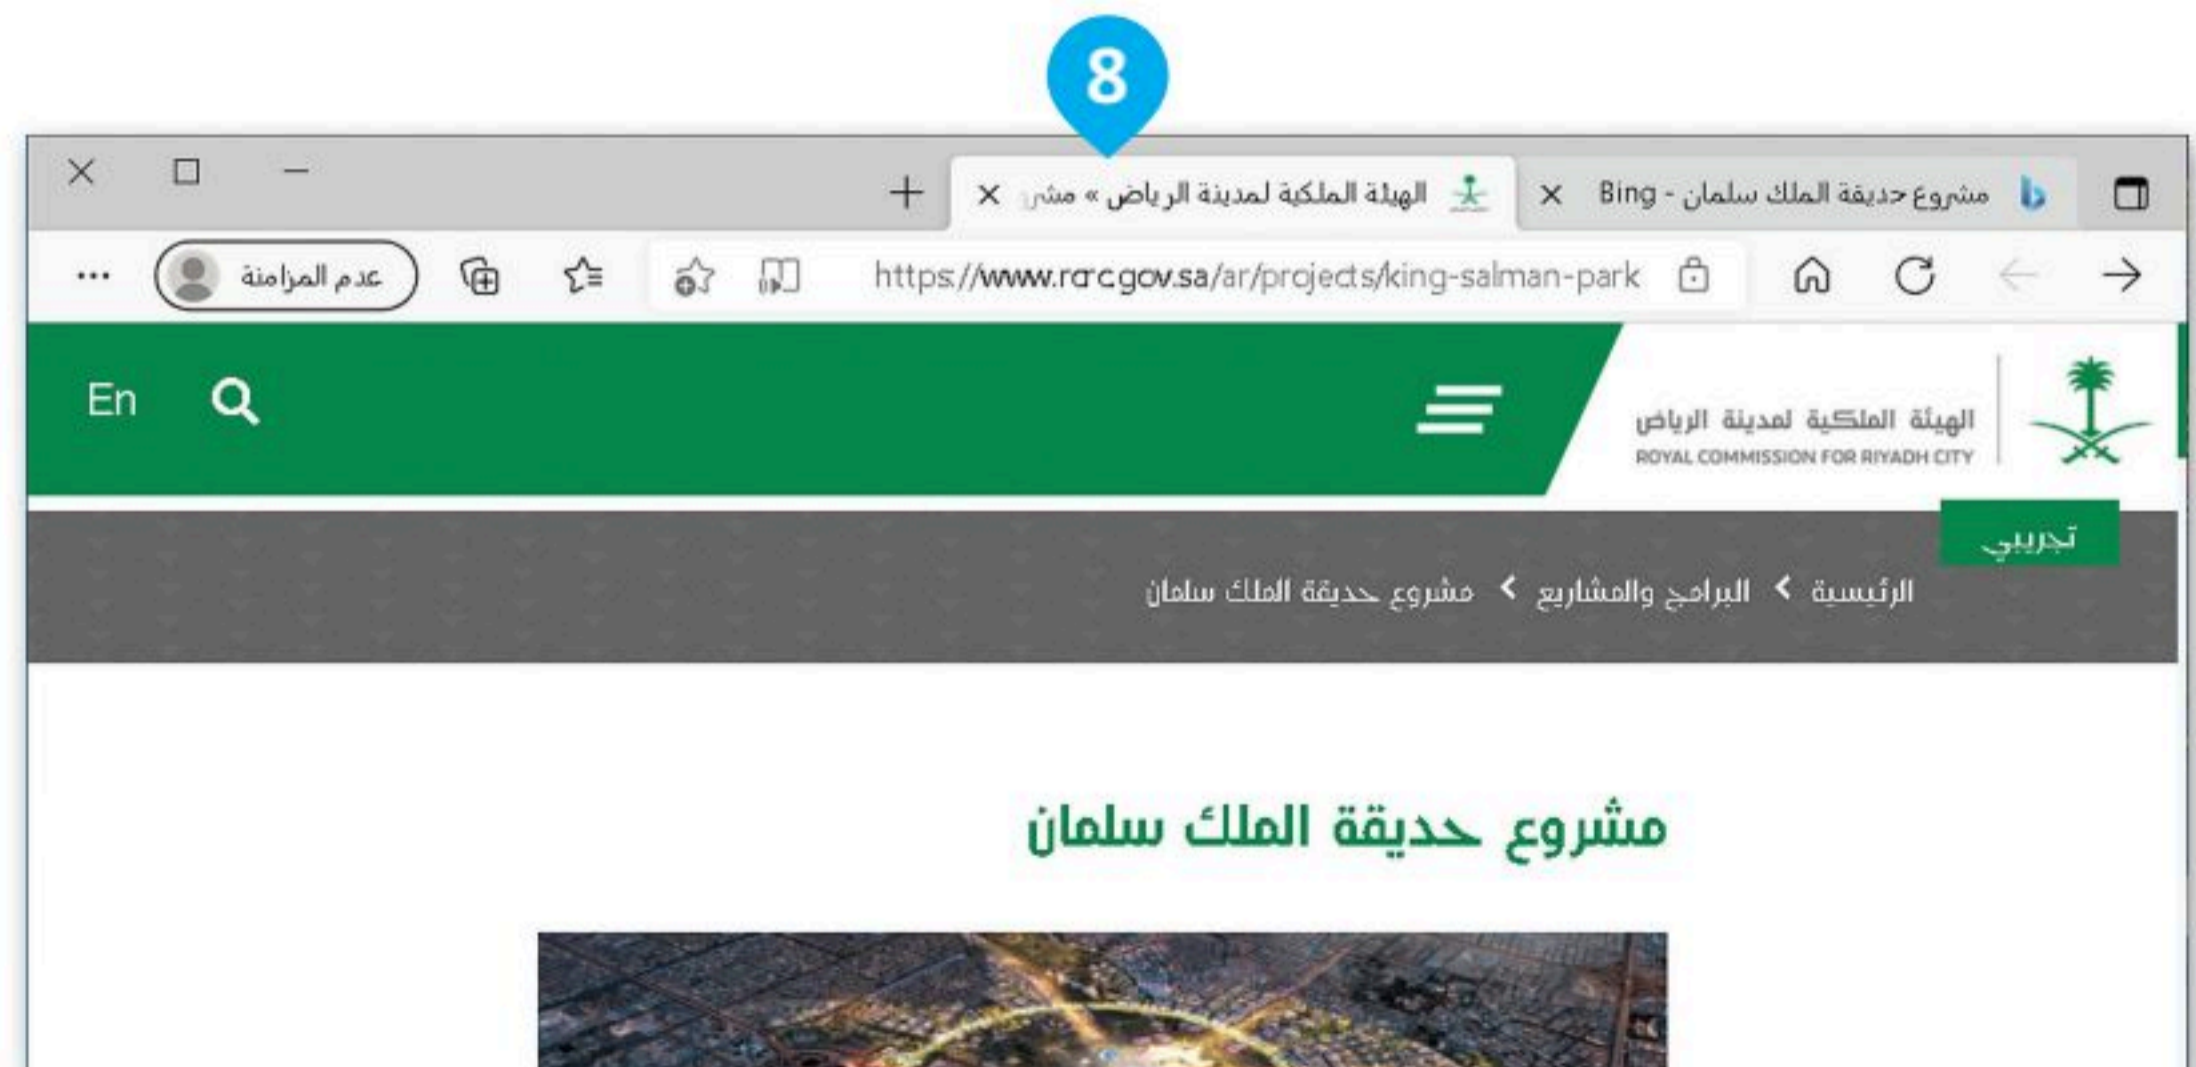 8
مشروع حديقة الملك سلمان - Bing
الهيئة الملكية لمدينة الرياض » مشر
https://www.rcrc.gov.sa/ar/projects/king-salman-park
عدم المزامنة
الهيئة الملكية لمدينة الرياض
ROYAL COMMISSION FOR RIYADH CITY
En
تجريبي
الرئيسية > البرامج والمشاريع > مشروع حديقة الملك سلمان
مشروع حديقة الملك سلمان